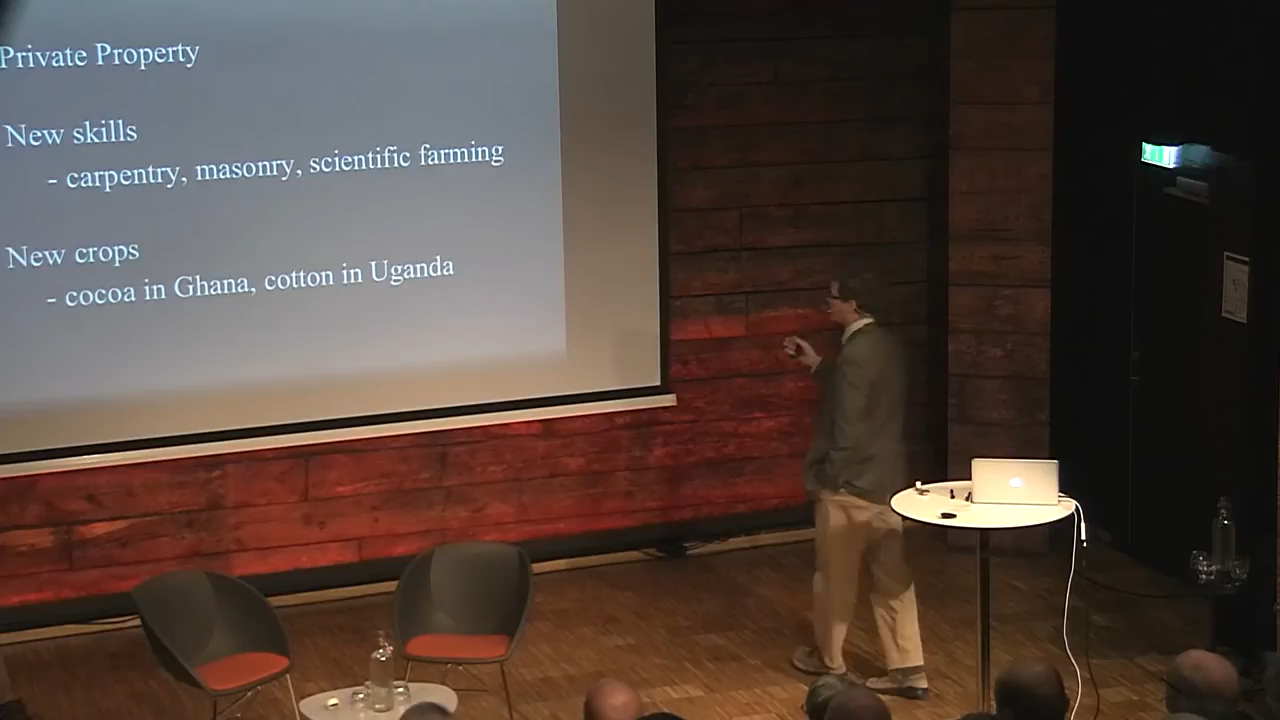 Private Property
New skills
- carpentry, masonry, scientific farming
New crops
- cocoa in Ghana, cotton in Uganda